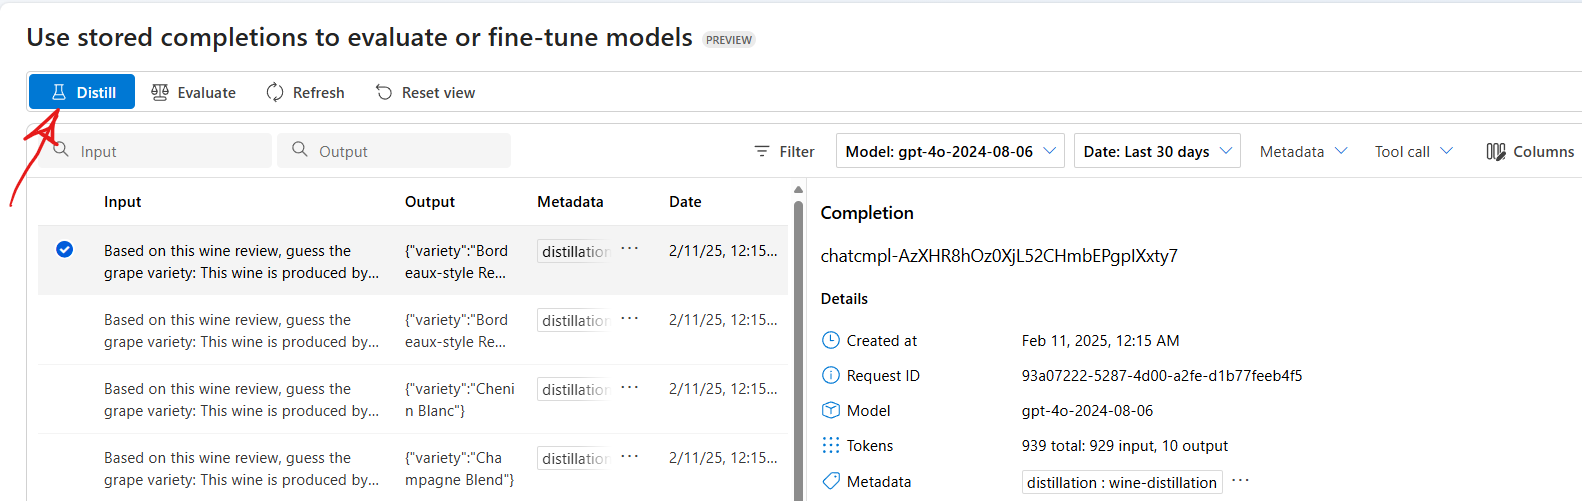 Use stored completions to evaluate or fine-tune models PREVIEW
Distill Evaluate Refresh Reset view
Input Output Filter Model: gpt-4o-2024-08-06 Date: Last 30 days Metadata Tool call Columns
Input Output Metadata Date
Based on this wine review, guess the {"variety":"Bord distillation ... 2/11/25, 12:15...
grape variety: This wine is produced by... eaux-style Re...
Based on this wine review, guess the {"variety":"Bord distillation ... 2/11/25, 12:15...
grape variety: This wine is produced by... eaux-style Re...
Based on this wine review, guess the {"variety":"Cheni distillation ... 2/11/25, 12:15...
grape variety: This wine is produced by... n Blanc"}
Based on this wine review, guess the {"variety":"Cha distillation ... 2/11/25, 12:15...
grape variety: This wine is produced by... mpagne Blend"}
Completion
chatcmpl-AzXHR8hOz0XjL52CHmbEPgpIXxty7
Details
Created at Feb 11, 2025, 12:15 AM
Request ID 93a07222-5287-4d00-a2fe-d1b77feeb4f5
Model gpt-4o-2024-08-06
Tokens 939 total: 929 input, 10 output
Metadata distillation : wine-distillation ...